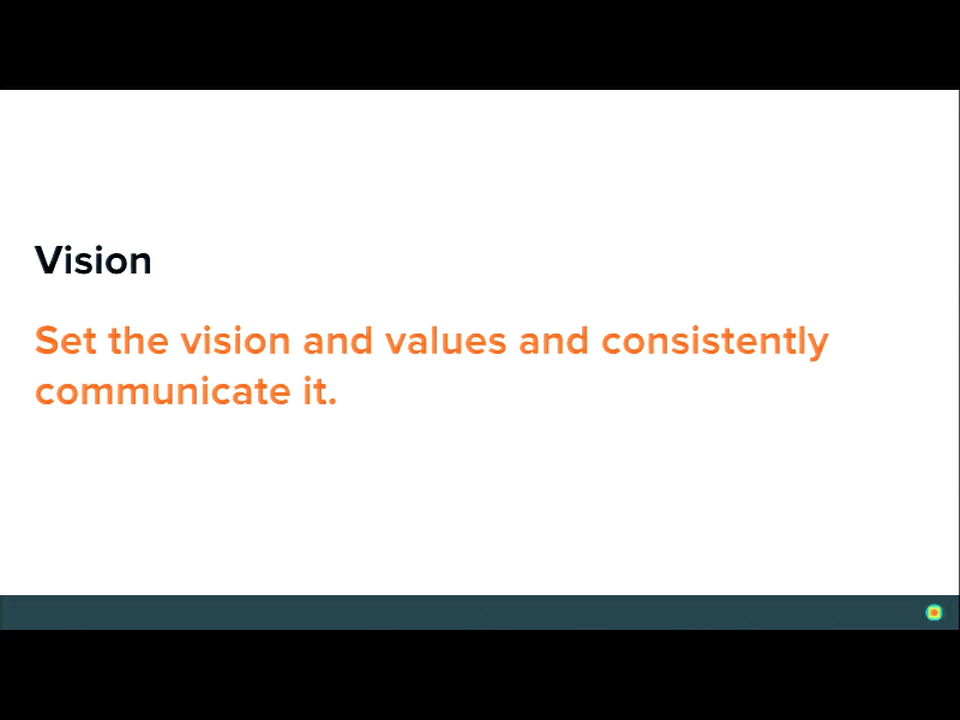 Vision
Set the vision and values and consistently
communicate it.